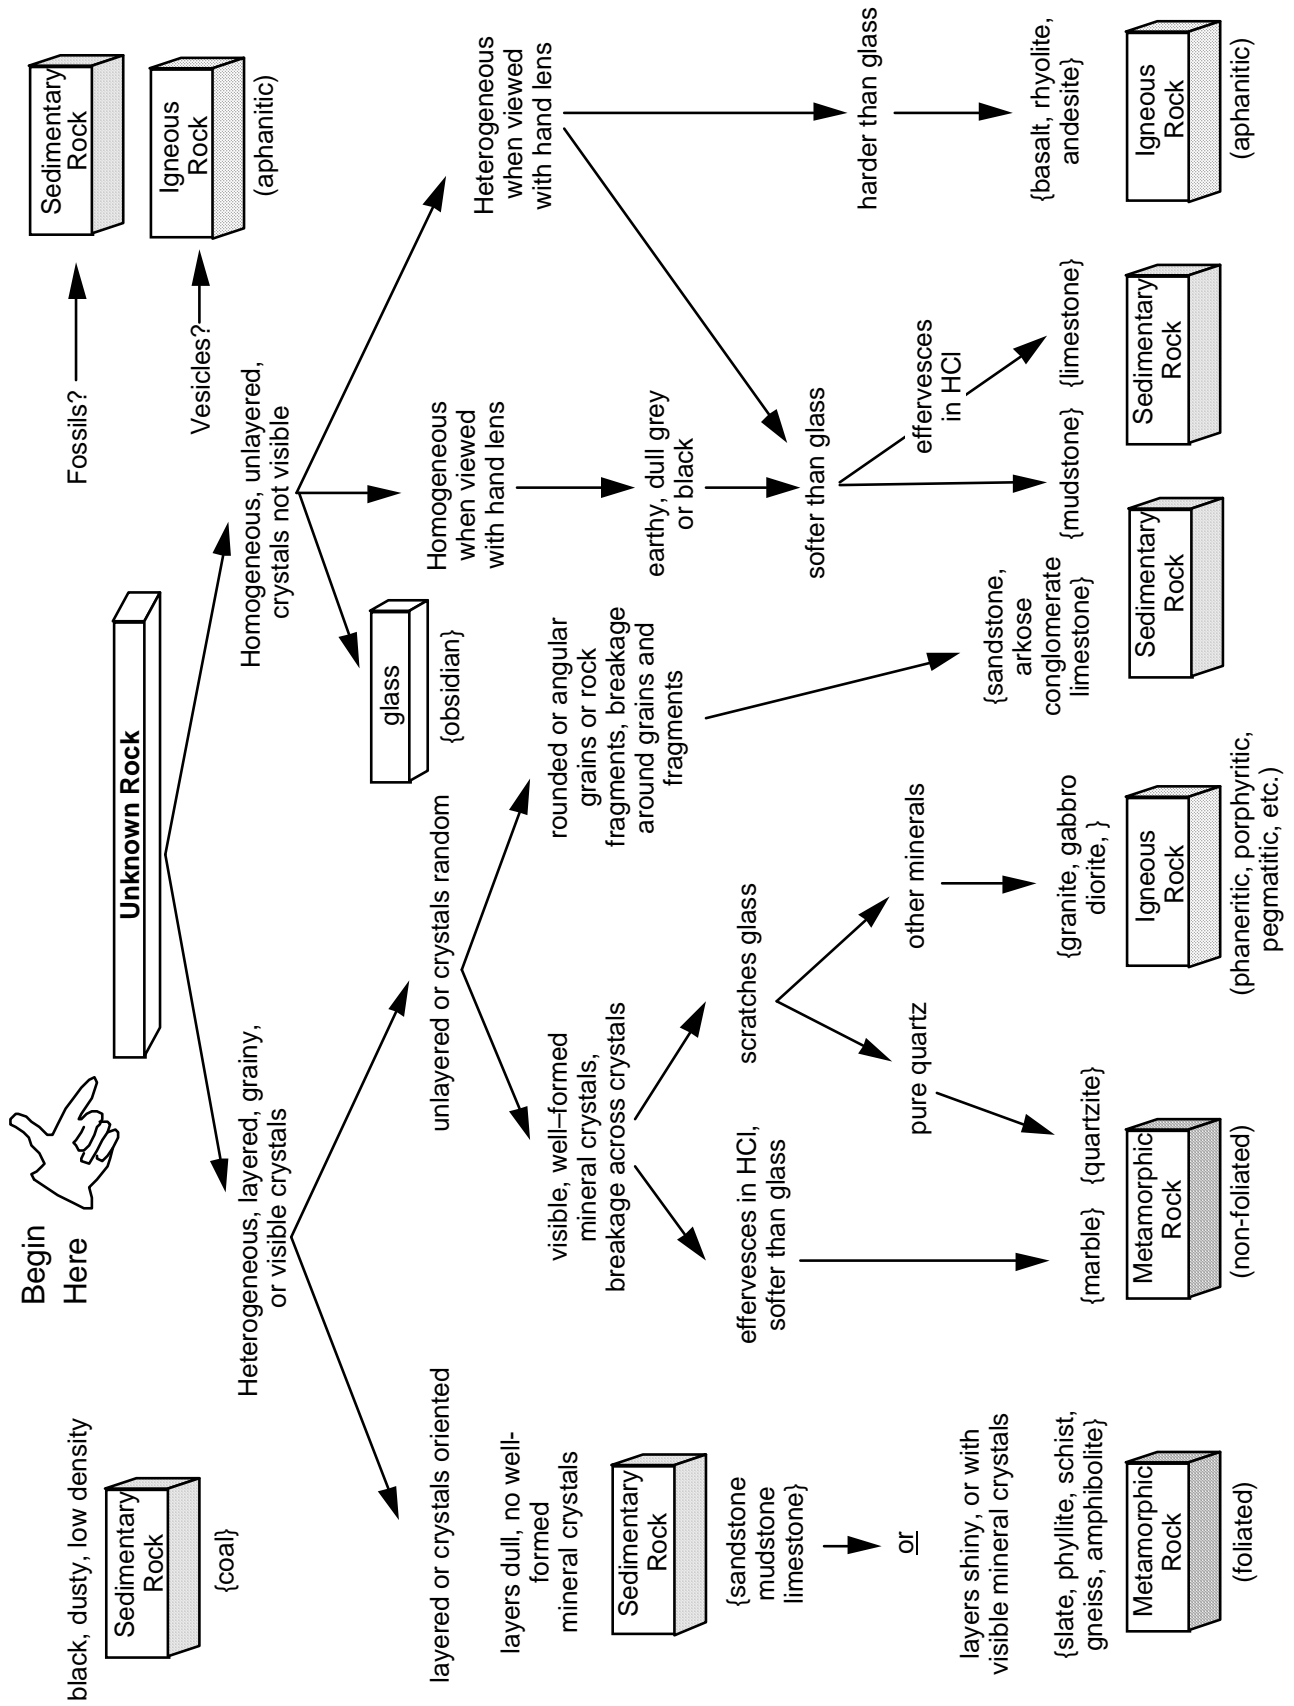 Begin
Here
Unknown Rock
black, dusty, low density
Sedimentary
Rock
{coal}
Fossils?
Sedimentary
Rock
Vesicles?
Igneous
Rock
(aphanitic)
Heterogeneous, layered, grainy,
or visible crystals
Homogeneous, unlayered,
crystals not visible
layered or crystals oriented
layers dull, no well-
formed
mineral crystals
Sedimentary
Rock
{sandstone
mudstone
limestone}
or
layers shiny, or with
visible mineral crystals
{slate, phyllite, schist,
gneiss, amphibolite}
Metamorphic
Rock
(foliated)
unlayered or crystals random
visible, well–formed
mineral crystals,
breakage across crystals
effervesces in HCl,
softer than glass
scratches glass
pure quartz
other minerals
{marble}
{quartzite}
Metamorphic
Rock
(non-foliated)
{granite, gabbro
diorite, }
Igneous
Rock
(phaneritic, porphyritic,
pegmatitic, etc.)
rounded or angular
grains or rock
fragments, breakage
around grains and
fragments
{sandstone,
arkose
conglomerate
limestone}
Sedimentary
Rock
glass
{obsidian}
Homogeneous
when viewed
with hand lens
earthy, dull grey
or black
softer than glass
effervesces
in HCl
{mudstone}
{limestone}
Sedimentary
Rock
Heterogeneous
when viewed
with hand lens
harder than glass
{basalt, rhyolite,
andesite}
Igneous
Rock
(aphanitic)